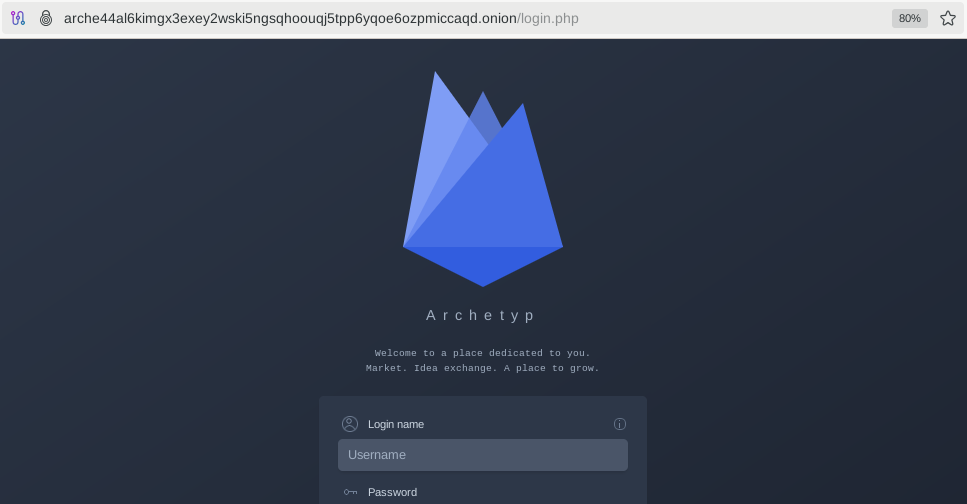 arche44al6kimgx3exey2wski5ngsqhoouqj5tpp6yqoe6ozpmiccaqd.onion/login.php
80%
Archetyp
Welcome to a place dedicated to you.
Market. Idea exchange. A place to grow.
Login name
Username
Password